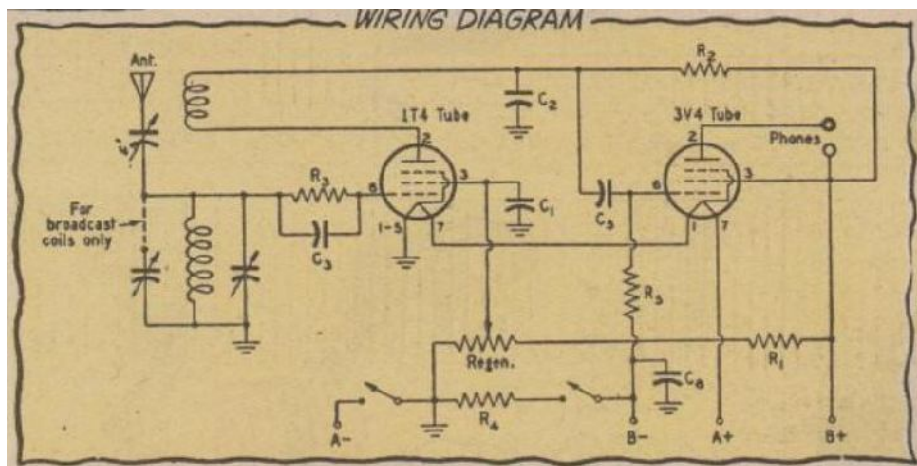 WIRING DIAGRAM
Ant.
R2
C2
1T4 Tube
3V4 Tube
2
2
Phones
R3
6
3
6
3
C1
C5
For
broadcast
coils only
C3
1-5
7
1
7
R5
Regen.
R1
C8
R4
A-
B-
A+
B+